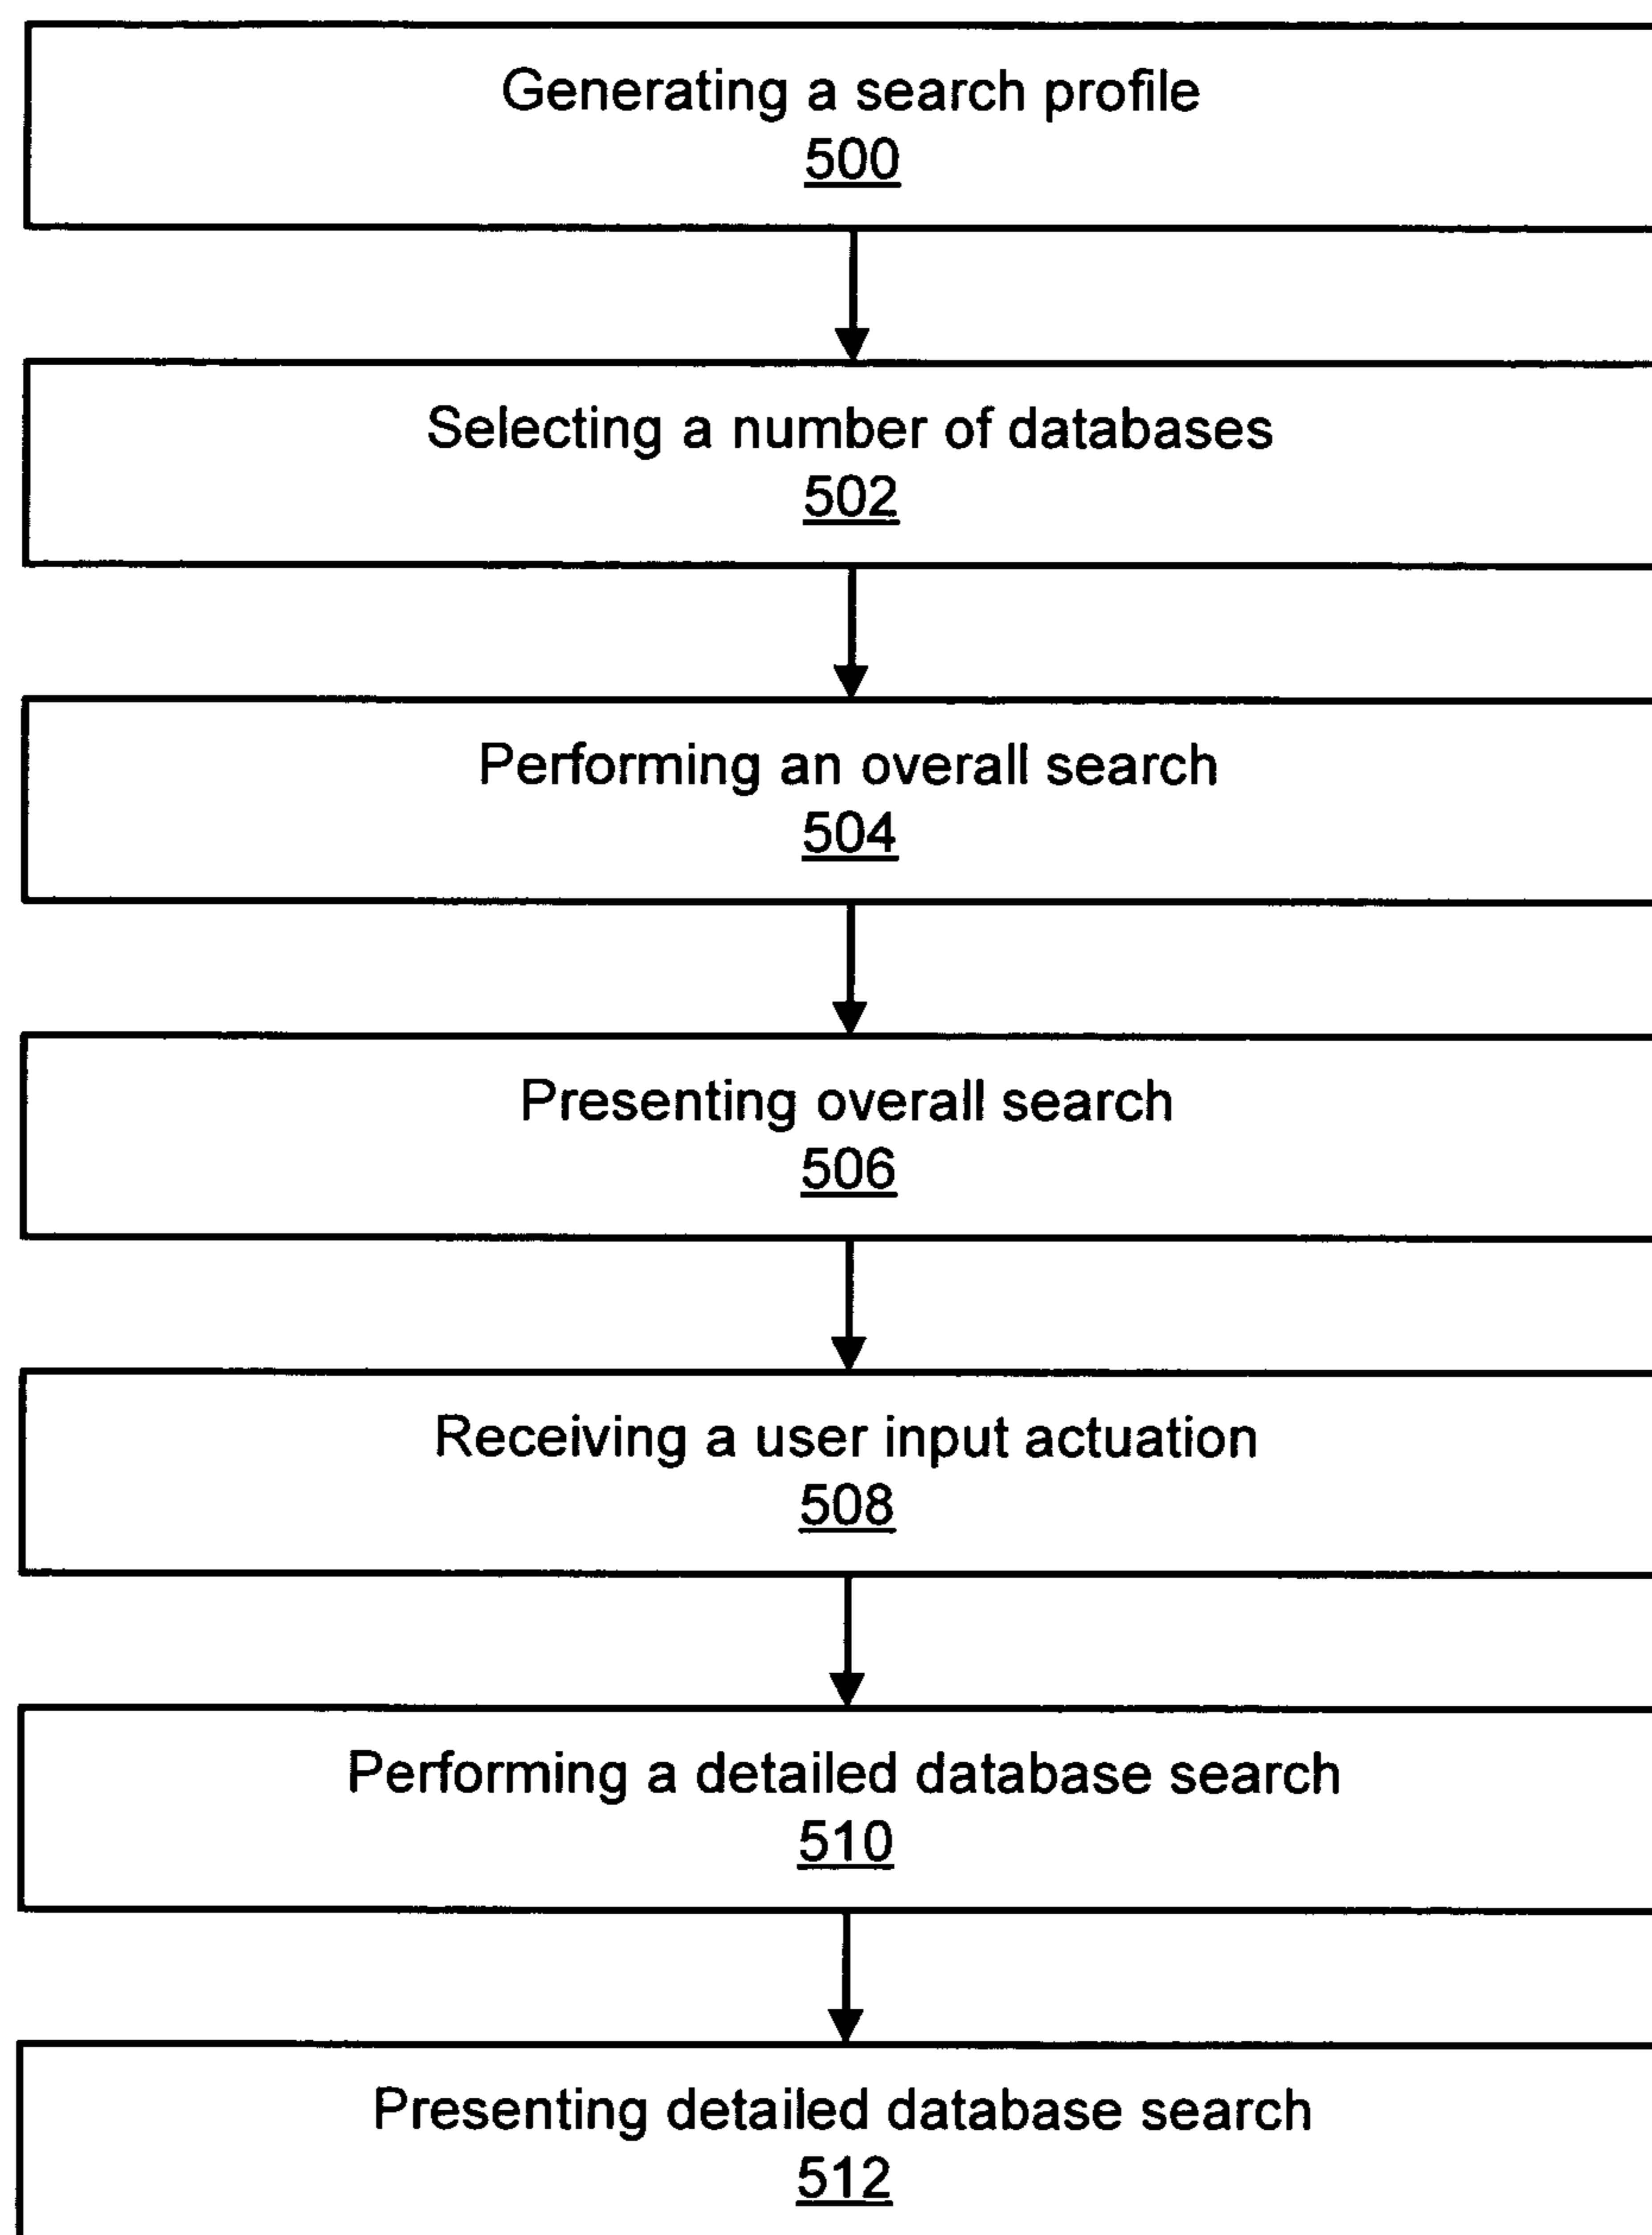 Generating a search profile
500
Selecting a number of databases
502
Performing an overall search
504
Presenting overall search
506
Receiving a user input actuation
508
Performing a detailed database search
510
Presenting detailed database search
512